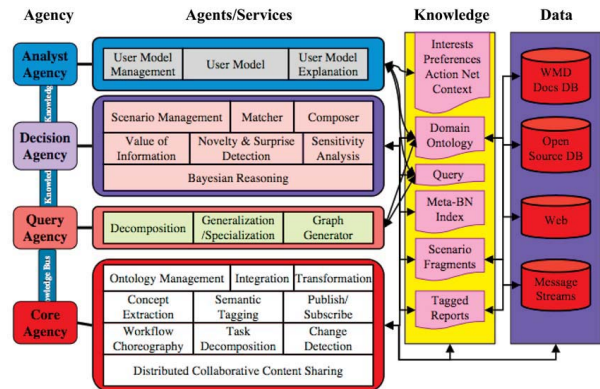 Agency
Agents/Services
Knowledge
Data
Analyst
Agency
User Model
Management
User Model
User Model
Explanation
Interests
Preferences
Action Net
Context
WMD
Docs DB
Knowledg
Decision
Agency
Scenario Management
Matcher
Composer
Value of
Information
Novelty & Surprise
Detection
Sensitivity
Analysis
Bayesian Reasoning
Domain
Ontology
Open
Source DB
Query
Knowled
Query
Agency
Decomposition
Generalization
/Specialization
Graph
Generator
Meta-BN
Index
Web
Scenario
Fragments
wledge Bus
Core
Agency
Ontology Management
Integration
Transformation
Concept
Extraction
Semantic
Tagging
Publish/
Subscribe
Workflow
Choreography
Task
Decomposition
Change
Detection
Distributed Collaborative Content Sharing
Message
Streams
Tagged
Reports